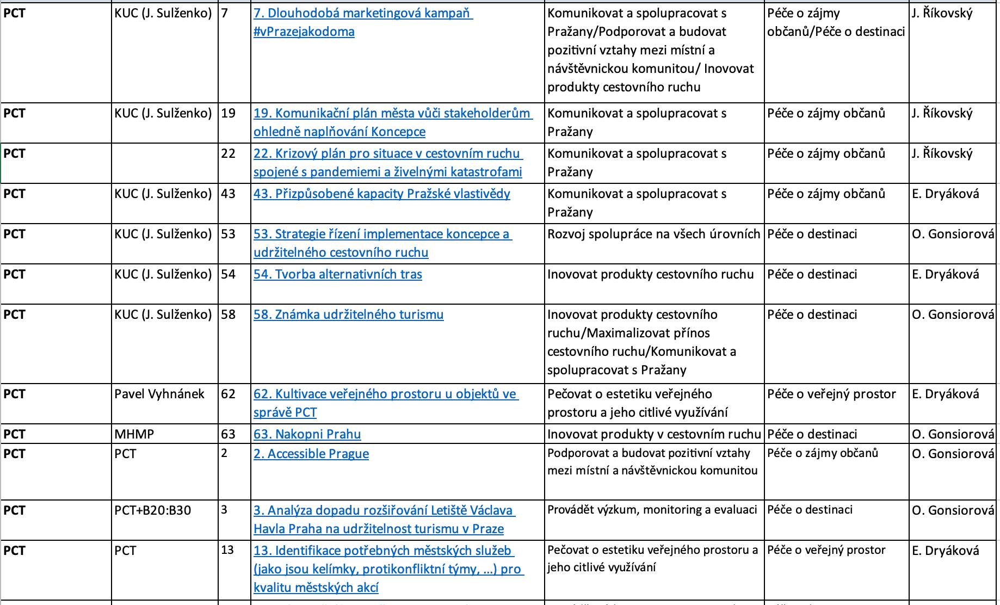 PCT KUC (J. Sulženko) 7 7. Dlouhodobá marketingová kampaň Komunikovat a spolupracovat s Péče o zájmy J. Říkovský
#vPrazejakodoma Pražany/Podporovat a budovat občanů/Péče o destinaci
pozitivní vztahy mezi místní a
návštěvnickou komunitou/ Inovovat
produkty cestovního ruchu
PCT KUC (J. Sulženko) 19 19. Komunikační plán města vůči stakeholderům Komunikovat a spolupracovat s Péče o zájmy občanů J. Říkovský
ohledně naplňování Koncepce Pražany
PCT 22 22. Krizový plán pro situace v cestovním ruchu Komunikovat a spolupracovat s Péče o zájmy občanů J. Říkovský
spojené s pandemiemi a živelnými katastrofami Pražany
PCT KUC (J. Sulženko) 43 43. Přizpůsobené kapacity Pražské vlastivědy Komunikovat a spolupracovat s Péče o zájmy občanů E. Dryáková
Pražany
PCT KUC (J. Sulženko) 53 53. Strategie řízení implementace koncepce a Rozvoj spolupráce na všech úrovních Péče o destinaci O. Gonsiorová
udržitelného cestovního ruchu
PCT KUC (J. Sulženko) 54 54. Tvorba alternativních tras Inovovat produkty cestovního ruchu Péče o destinaci E. Dryáková
PCT KUC (J. Sulženko) 58 58. Známka udržitelného turismu Inovovat produkty cestovního Péče o destinaci O. Gonsiorová
ruchu/Maximalizovat přínos
cestovního ruchu/Komunikovat a
spolupracovat s Pražany
PCT Pavel Vyhnánek 62 62. Kultivace veřejného prostoru u objektů ve Pečovat o estetiku veřejného Péče o veřejný prostor E. Dryáková
správě PCT prostoru a jeho citlivé využívání
PCT MHMP 63 63. Nakopni Prahu Inovovat produkty v cestovním ruchu Péče o destinaci O. Gonsiorová
PCT PCT 2 2. Accessible Prague Podporovat a budovat pozitivní vztahy Péče o zájmy občanů O. Gonsiorová
mezi místní a návštěvnickou komunitou
PCT PCT+B20:B30 3 3. Analýza dopadu rozšiřování Letiště Václava Provádět výzkum, monitoring a evaluaci Péče o destinaci O. Gonsiorová
Havla Praha na udržitelnost turismu v Praze
PCT PCT 13 13. Identifikace potřebných městských služeb Pečovat o estetiku veřejného prostoru a Péče o veřejný prostor E. Dryáková
(jako jsou kelímky, protikonfliktní týmy, ...) pro jeho citlivé využívání
kvalitu městských akcí